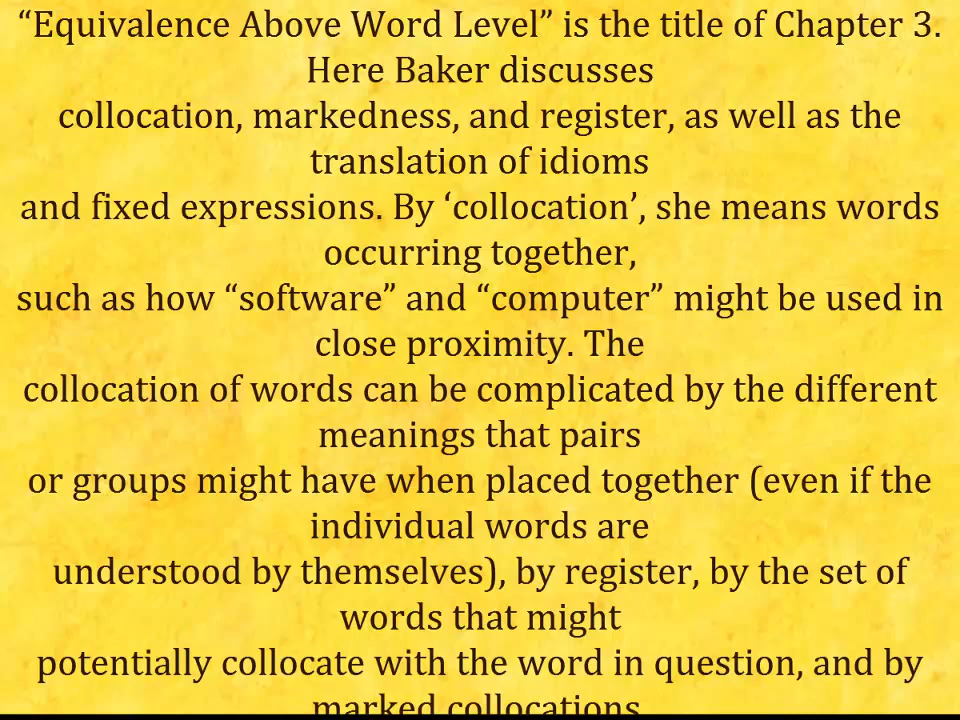 “Equivalence Above Word Level” is the title of Chapter 3.
Here Baker discusses
collocation, markedness, and register, as well as the
translation of idioms
and fixed expressions. By ‘collocation’, she means words
occurring together,
such as how “software” and “computer” might be used in
close proximity. The
collocation of words can be complicated by the different
meanings that pairs
or groups might have when placed together (even if the
individual words are
understood by themselves), by register, by the set of
words that might
potentially collocate with the word in question, and by
marked collocations